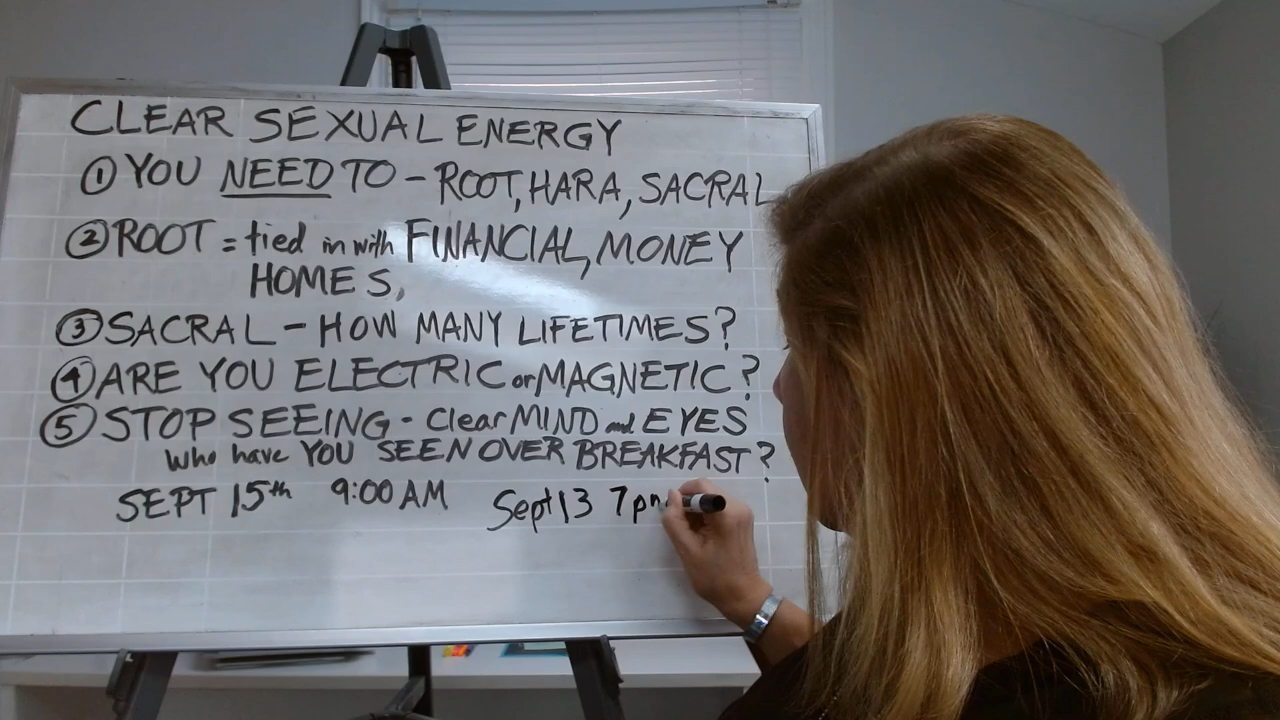 CLEAR SEXUAL ENERGY
① YOU NEED TO - ROOT, HARA, SACRAL
② ROOT = tied in with FINANCIAL, MONEY
HOMES,
③ SACRAL - HOW MANY LIFETIMES?
④ ARE YOU ELECTRIC or MAGNETIC?
⑤ STOP SEEING - Clear MIND and EYES
who have YOU SEEN OVER BREAKFAST?
SEPT 15th 9:00 AM Sept 13 7pm